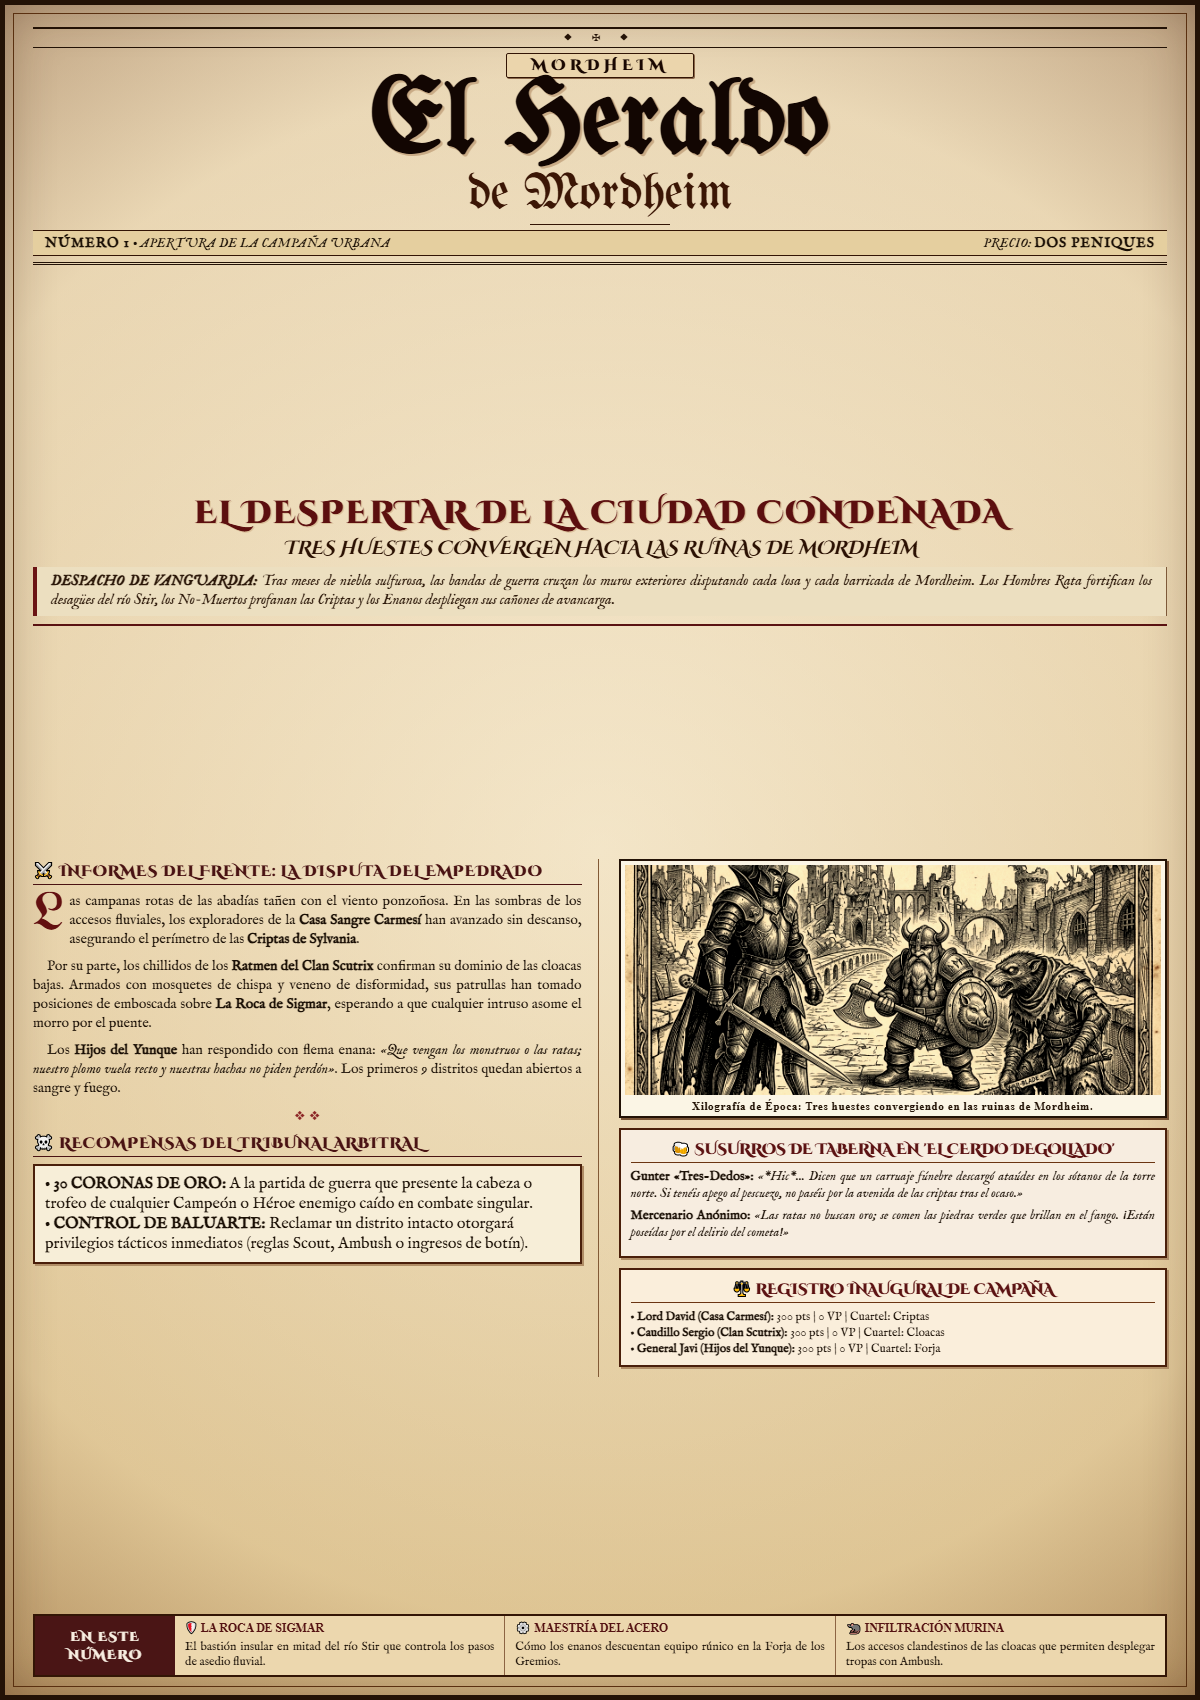 MORDHEIM
El Heraldo
de Mordheim
NÚMERO 1 • APERTURA DE LA CAMPAÑA URBANA
PRECIO: DOS PENIQUES
EL DESPERTAR DE LA CIUDAD CONDENADA
TRES HUESTES CONVERGEN HACIA LAS RUINAS DE MORDHEIM
DESPACHO DE VANGUARDIA: Tras meses de niebla sulfurosa, las bandas de guerra cruzan los muros exteriores disputando cada losa y cada barricada de Mordheim. Los Hombres Rata fortifican los
desagües del río Stir, los No-Muertos profanan las Criptas y los Enanos despliegan sus cañones de avancarga.
INFORMES DEL FRENTE: LA DISPUTA DEL EMPEDRADO
Las campanas rotas de las abadías tañen con el viento ponzoñosa. En las sombras de los
accesos fluviales, los exploradores de la Casa Sangre Carmesí han avanzado sin descanso,
asegurando el perímetro de las Criptas de Sylvania.
Por su parte, los chillidos de los Ratmen del Clan Scutrix confirman su dominio de las cloacas
bajas. Armados con mosquetes de chispa y veneno de disformidad, sus patrullas han tomado
posiciones de emboscada sobre La Roca de Sigmar, esperando a que cualquier intruso asome el
morro por el puente.
Los Hijos del Yunque han respondido con flema enana: «Que vengan los monstruos o las ratas;
nuestro plomo vuela recto y nuestras hachas no piden perdón». Los primeros 9 distritos quedan abiertos a
sangre y fuego.
RECOMPENSAS DEL TRIBUNAL ARBITRAL
• 30 CORONAS DE ORO: A la partida de guerra que presente la cabeza o
trofeo de cualquier Campeón o Héroe enemigo caído en combate singular.
• CONTROL DE BALUARTE: Reclamar un distrito intacto otorgará
privilegios tácticos inmediatos (reglas Scout, Ambush o ingresos de botín).
Xilografía de Época: Tres huestes convergiendo en las ruinas de Mordheim.
SUSURROS DE TABERNA EN 'EL CERDO DEGOLLADO'
Gunter «Tres-Dedos»: «*Hic*... Dicen que un carruaje fúnebre descargó ataúdes en los sótanos de la torre
norte. Si tenéis apego al pescuezo, no paséis por la avenida de las criptas tras el ocaso.»
Mercenario Anónimo: «Las ratas no buscan oro; se comen las piedras verdes que brillan en el fango. ¡Están
poseídas por el delirio del cometa!»
REGISTRO INAUGURAL DE CAMPAÑA
• Lord David (Casa Carmesí): 300 pts | 0 VP | Cuartel: Criptas
• Caudillo Sergio (Clan Scutrix): 300 pts | 0 VP | Cuartel: Cloacas
• General Javi (Hijos del Yunque): 300 pts | 0 VP | Cuartel: Forja
EN ESTE
NÚMERO
LA ROCA DE SIGMAR
El bastión insular en mitad del río Stir que controla los pasos
de asedio fluvial.
MAESTRÍA DEL ACERO
Cómo los enanos descuentan equipo rúnico en la Forja de los
Gremios.
INFILTRACIÓN MURINA
Los accesos clandestinos de las cloacas que permiten desplegar
tropas con Ambush.